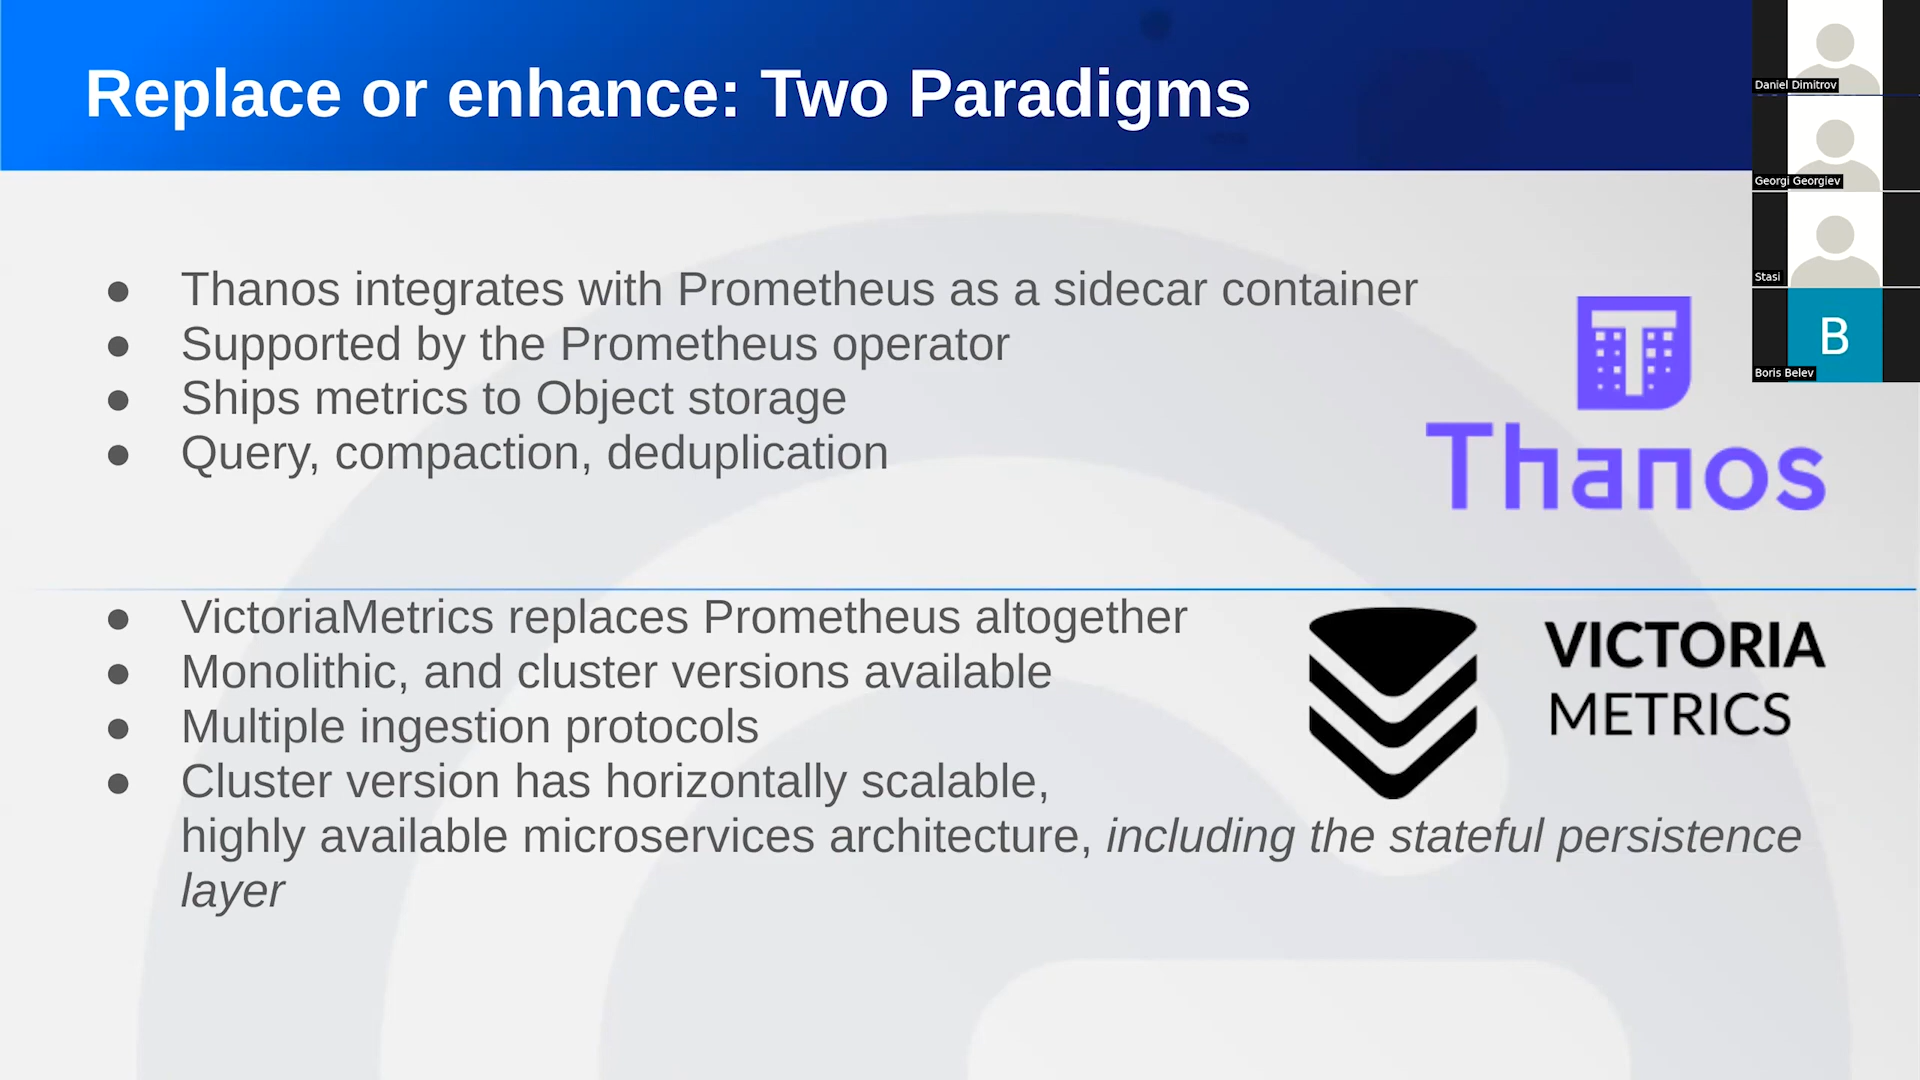 Replace or enhance: Two Paradigms
Daniel Dimitrov
Georgi Georgiev
Stasi
B
Boris Belev
● Thanos integrates with Prometheus as a sidecar container
● Supported by the Prometheus operator
● Ships metrics to Object storage
● Query, compaction, deduplication
T
Thanos
● VictoriaMetrics replaces Prometheus altogether
● Monolithic, and cluster versions available
● Multiple ingestion protocols
● Cluster version has horizontally scalable,
highly available microservices architecture, including the stateful persistence
layer
VICTORIA
METRICS